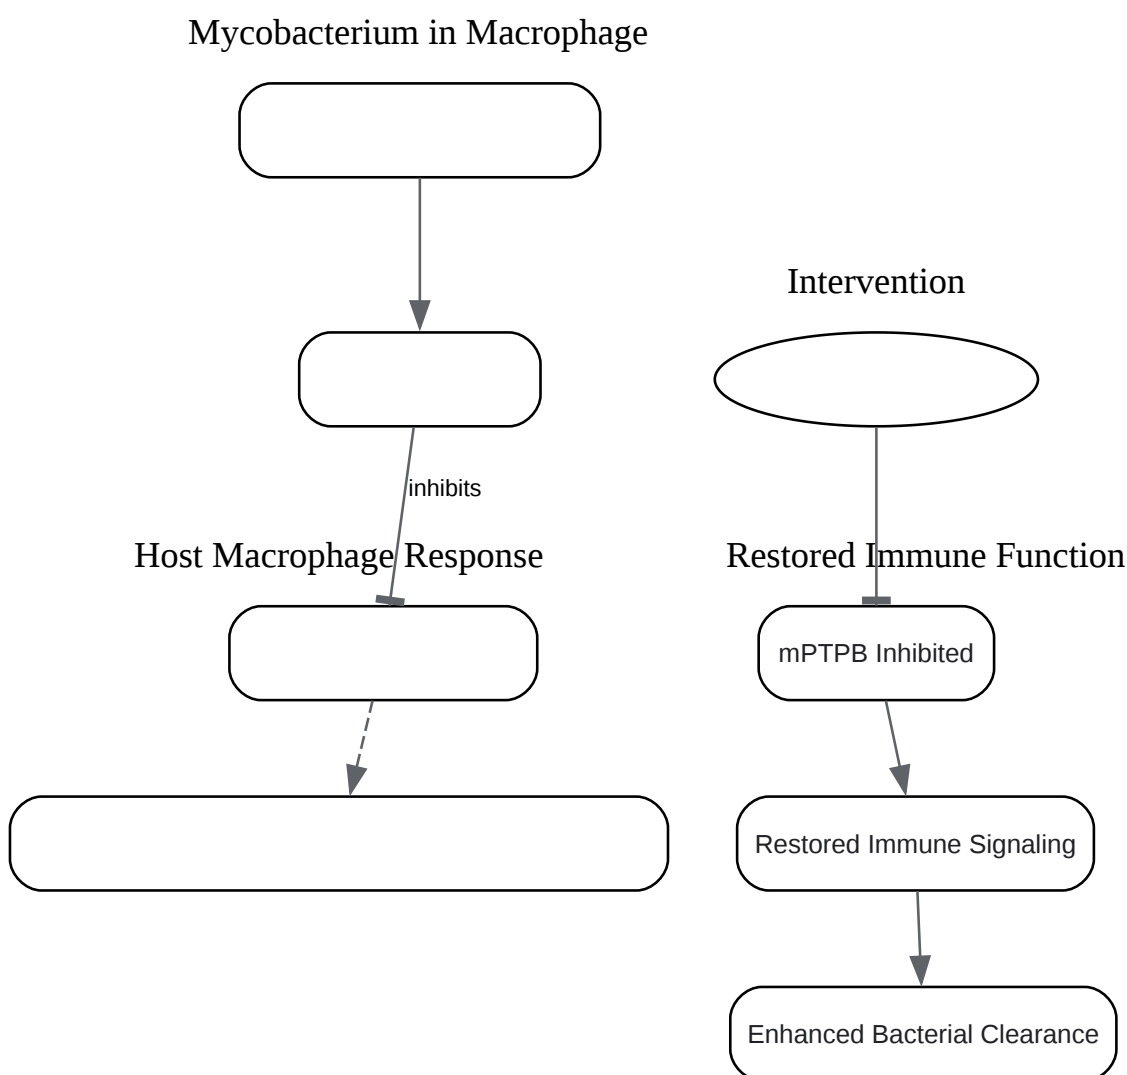 Mycobacterium in Macrophage
Intervention
inhibits
Host Macrophage Response
Restored Immune Function
mPTPB Inhibited
Restored Immune Signaling
Enhanced Bacterial Clearance